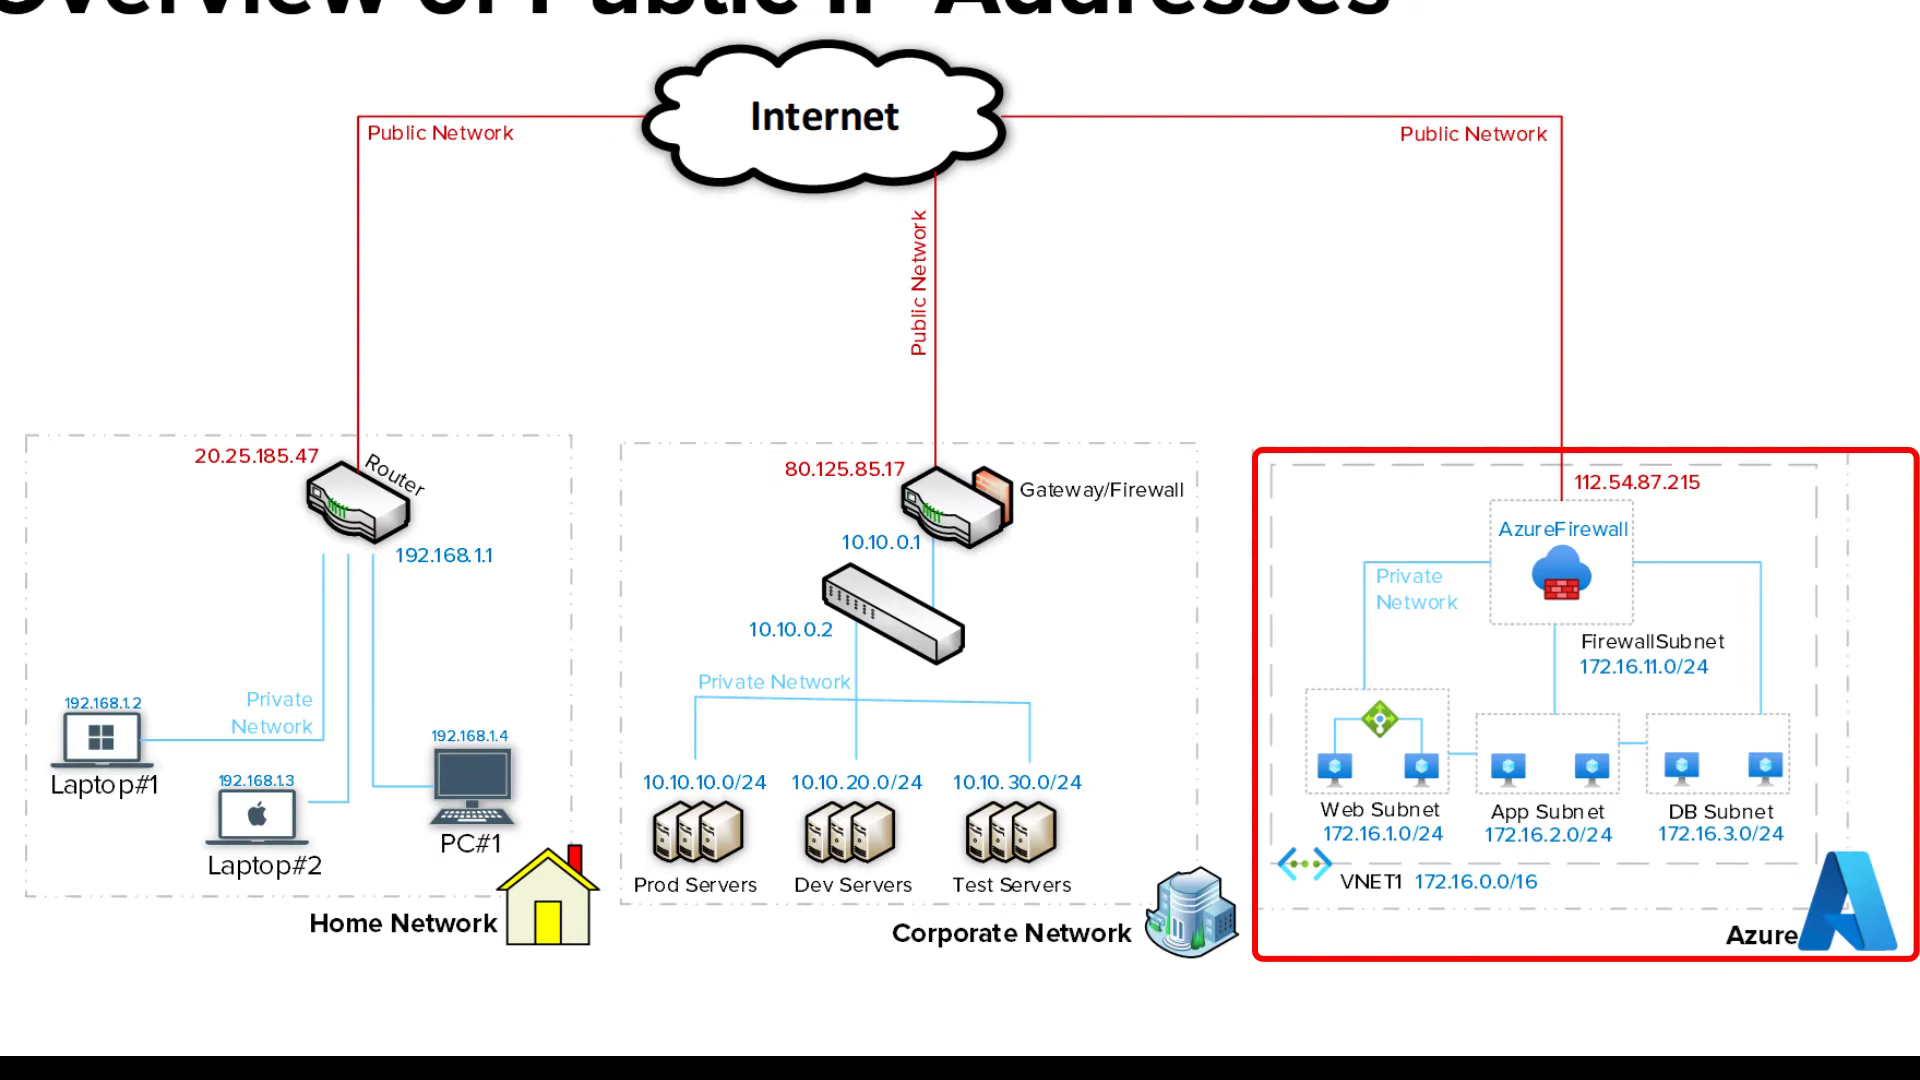 Overview of Public IP Addresses
Internet
Public Network
Public Network
Public Network
20.25.185.47
Router
192.168.1.1
192.168.1.2
Private
Network
Laptop#1
192.168.1.3
Laptop#2
192.168.1.4
PC#1
Home Network
80.125.85.17
Gateway/Firewall
10.10.0.1
10.10.0.2
Private Network
10.10.10.0/24
10.10.20.0/24
10.10.30.0/24
Prod Servers
Dev Servers
Test Servers
Corporate Network
112.54.87.215
AzureFirewall
Private
Network
FirewallSubnet
172.16.11.0/24
Web Subnet
172.16.1.0/24
App Subnet
172.16.2.0/24
DB Subnet
172.16.3.0/24
VNET1 172.16.0.0/16
Azure